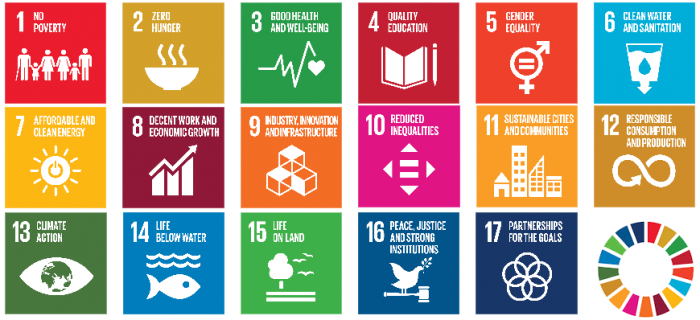 1 NO
POVERTY
2 ZERO
HUNGER
3 GOOD HEALTH
AND WELL-BEING
4 QUALITY
EDUCATION
5 GENDER
EQUALITY
6 CLEAN WATER
AND SANITATION
7 AFFORDABLE AND
CLEAN ENERGY
8 DECENT WORK AND
ECONOMIC GROWTH
9 INDUSTRY, INNOVATION
AND INFRASTRUCTURE
10 REDUCED
INEQUALITIES
11 SUSTAINABLE CITIES
AND COMMUNITIES
12 RESPONSIBLE
CONSUMPTION
AND PRODUCTION
13 CLIMATE
ACTION
14 LIFE
BELOW WATER
15 LIFE
ON LAND
16 PEACE, JUSTICE
AND STRONG
INSTITUTIONS
17 PARTNERSHIPS
FOR THE GOALS